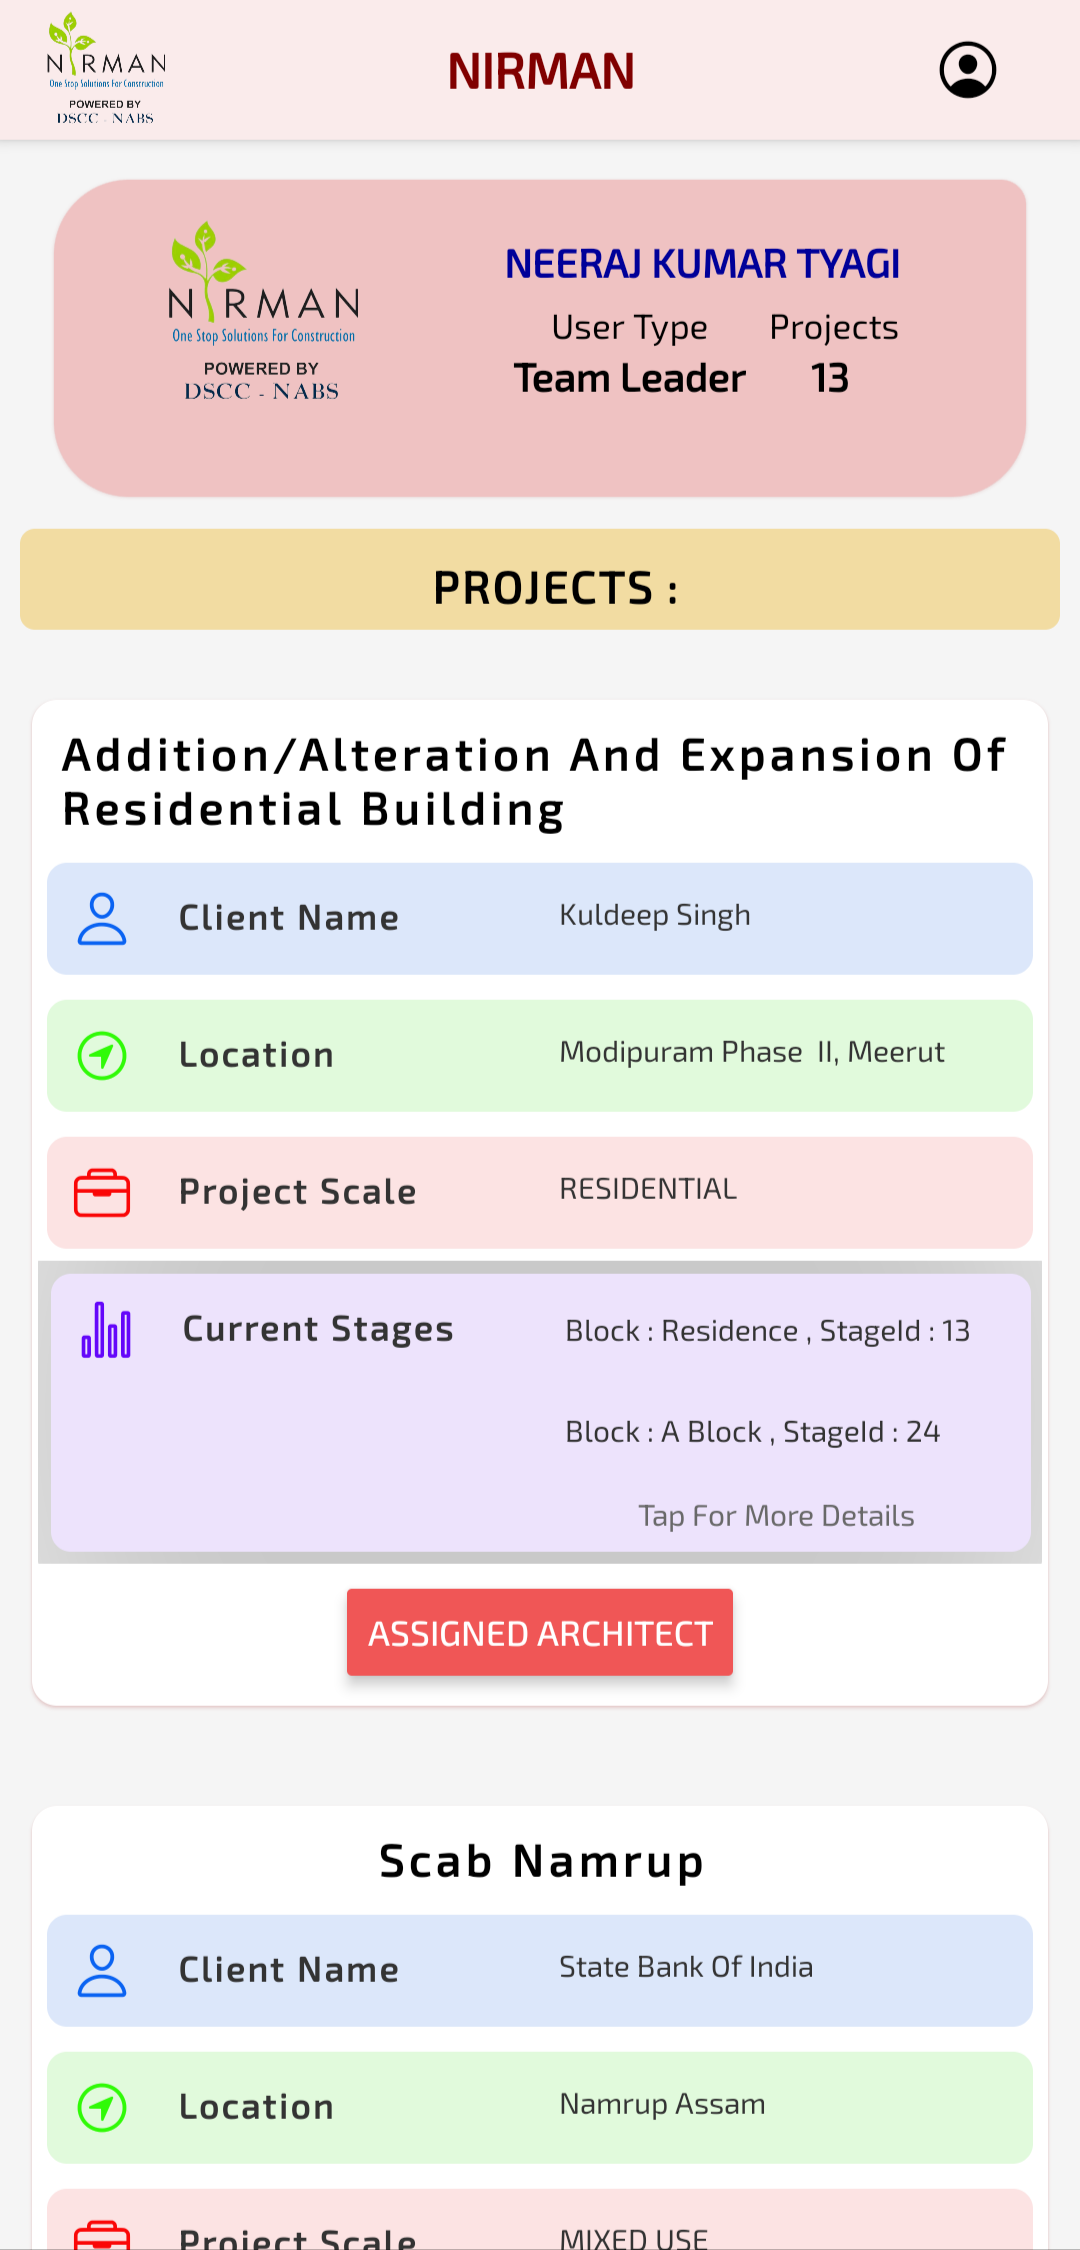 NIRMAN
One Stop Solutions For Construction
POWERED BY
DSCC - NABS
NIRMAN
NIRMAN
One Stop Solutions For Construction
POWERED BY
DSCC - NABS
NEERAJ KUMAR TYAGI
User Type Projects
Team Leader 13
PROJECTS :
Addition/Alteration And Expansion Of
Residential Building
Client Name Kuldeep Singh
Location Modipuram Phase  II, Meerut
Project Scale RESIDENTIAL
Current Stages Block : Residence , StageId : 13
Block : A Block , StageId : 24
Tap For More Details
ASSIGNED ARCHITECT
Scab Namrup
Client Name State Bank Of India
Location Namrup Assam
Project Scale MIXED USE